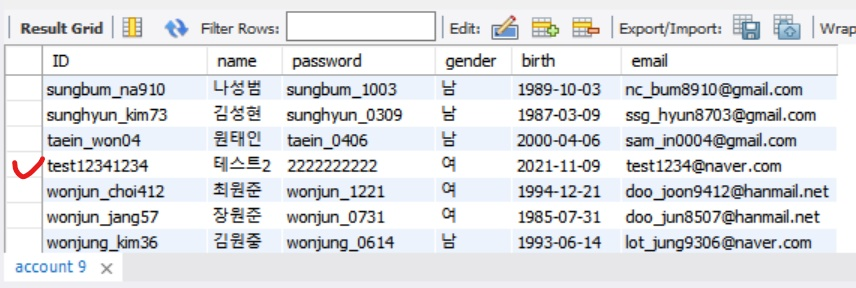 Result Grid Filter Rows: Edit: Export/Import: Wrap
ID name password gender birth email
sungbum_na910 나성범 sungbum_1003 남 1989-10-03 nc_bum8910@gmail.com
sunghyun_kim73 김성현 sunghyun_0309 남 1987-03-09 ssg_hyun8703@gmail.com
taein_won04 원태인 taein_0406 남 2000-04-06 sam_in0004@gmail.com
test12341234 테스트2 2222222222 여 2021-11-09 test1234@naver.com
wonjun_choi412 최원준 wonjun_1221 여 1994-12-21 doo_joon9412@hanmail.net
wonjun_jang57 장원준 wonjun_0731 여 1985-07-31 doo_jun8507@hanmail.net
wonjung_kim36 김원중 wonjung_0614 남 1993-06-14 lot_jung9306@naver.com
account 9